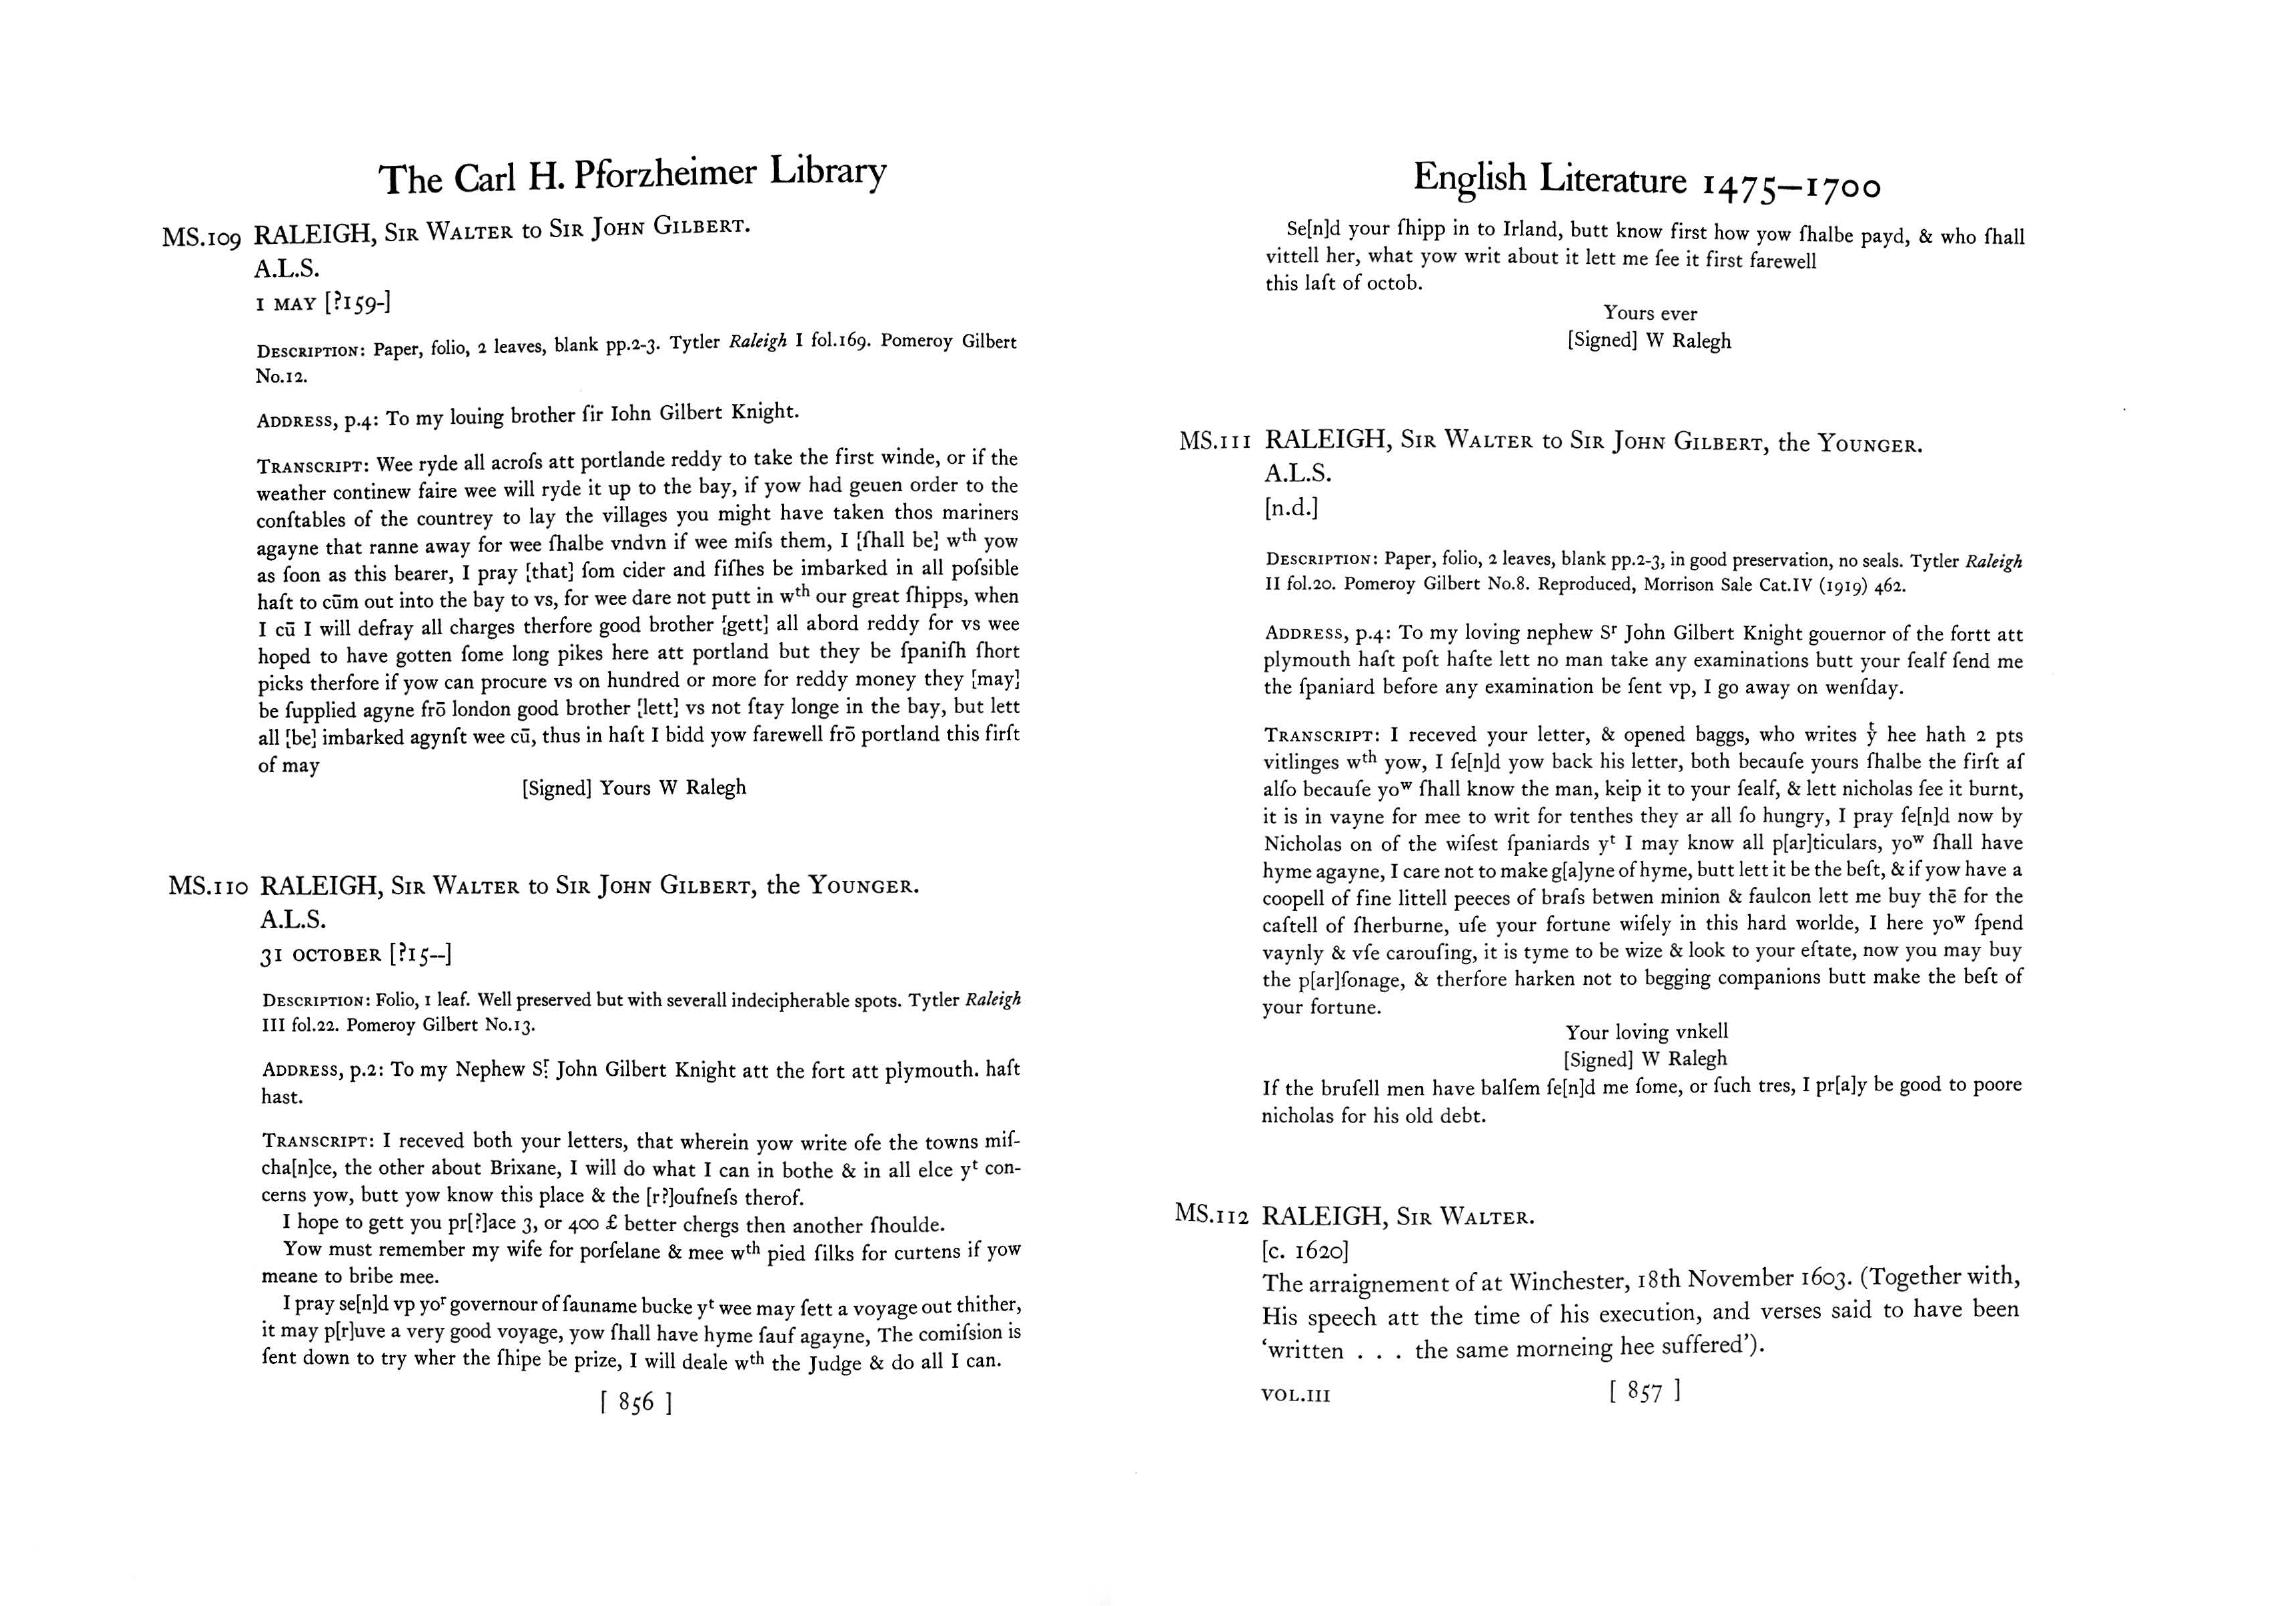 The Carl H. Pforzheimer Library
MS.109 RALEIGH, Sir Walter to Sir John Gilbert.
A.L.S.
1 may [?159-]
Description: Paper, folio, 2 leaves, blank pp.2-3. Tytler Raleigh I fol.169. Pomeroy Gilbert
No.12.
Address, p.4: To my louing brother ſir Iohn Gilbert Knight.
Transcript: Wee ryde all acroſs att portlande reddy to take the first winde, or if the
weather continew faire wee will ryde it up to the bay, if yow had geuen order to the
conſtables of the countrey to lay the villages you might have taken thos mariners
agayne that ranne away for wee ſhalbe vndvn if wee miſs them, I [ſhall be] wᵗʰ yow
as ſoon as this bearer, I pray [that] ſom cider and fiſhes be imbarked in all poſsible
haſt to cūm out into the bay to vs, for wee dare not putt in wᵗʰ our great ſhipps, when
I cū I will defray all charges therfore good brother [gett] all abord reddy for vs wee
hoped to have gotten ſome long pikes here att portland but they be ſpaniſh ſhort
picks therfore if yow can procure vs on hundred or more for reddy money they [may]
be ſupplied agyne frō london good brother [lett] vs not ſtay longe in the bay, but lett
all [be] imbarked agynſt wee cū, thus in haſt I bidd yow farewell frō portland this firſt
of may
[Signed] Yours W Ralegh
MS.110 RALEIGH, Sir Walter to Sir John Gilbert, the Younger.
A.L.S.
31 october [?15--]
Description: Folio, 1 leaf. Well preserved but with severall indecipherable spots. Tytler Raleigh
III fol.22. Pomeroy Gilbert No.13.
Address, p.2: To my Nephew Sʳ John Gilbert Knight att the fort att plymouth. haſt
hast.
Transcript: I receved both your letters, that wherein yow write ofe the towns miſ-
cha[n]ce, the other about Brixane, I will do what I can in bothe & in all elce yᵗ con-
cerns yow, butt yow know this place & the [r?]ouſneſs therof.
I hope to gett you pr[?]ace 3, or 400 £ better chergs then another ſhoulde.
Yow must remember my wife for porſelane & mee wᵗʰ pied ſilks for curtens if yow
meane to bribe mee.
I pray se[n]d vp yoʳ governour of ſauname bucke yᵗ wee may ſett a voyage out thither,
it may p[r]uve a very good voyage, yow ſhall have hyme ſauf agayne, The comiſsion is
ſent down to try wher the ſhipe be prize, I will deale wᵗʰ the Judge & do all I can.
[ 856 ]
English Literature 1475–1700
Se[n]d your ſhipp in to Irland, butt know first how yow ſhalbe payd, & who ſhall
vittell her, what yow writ about it lett me ſee it first farewell
this laſt of octob.
Yours ever
[Signed] W Ralegh
MS.111 RALEIGH, Sir Walter to Sir John Gilbert, the Younger.
A.L.S.
[n.d.]
Description: Paper, folio, 2 leaves, blank pp.2-3, in good preservation, no seals. Tytler Raleigh
II fol.20. Pomeroy Gilbert No.8. Reproduced, Morrison Sale Cat.IV (1919) 462.
Address, p.4: To my loving nephew Sʳ John Gilbert Knight gouernor of the fortt att
plymouth haſt poſt haſte lett no man take any examinations butt your ſealf ſend me
the ſpaniard before any examination be ſent vp, I go away on wenſday.
Transcript: I receved your letter, & opened baggs, who writes yᵗ hee hath 2 pts
vitlinges wᵗʰ yow, I ſe[n]d yow back his letter, both becauſe yours ſhalbe the firſt aſ
alſo becauſe yoʷ ſhall know the man, keip it to your ſealf, & lett nicholas ſee it burnt,
it is in vayne for mee to writ for tenthes they ar all ſo hungry, I pray ſe[n]d now by
Nicholas on of the wiſest ſpaniards yᵗ I may know all p[ar]ticulars, yoʷ ſhall have
hyme agayne, I care not to make g[a]yne of hyme, butt lett it be the beſt, & if yow have a
coopell of fine littell peeces of braſs betwen minion & faulcon lett me buy thē for the
caſtell of ſherburne, uſe your fortune wiſely in this hard worlde, I here yoʷ ſpend
vaynly & vſe carouſing, it is tyme to be wize & look to your eſtate, now you may buy
the p[ar]ſonage, & therfore harken not to begging companions butt make the beſt of
your fortune.
Your loving vnkell
[Signed] W Ralegh
If the bruſell men have balſem ſe[n]d me ſome, or ſuch tres, I pr[a]y be good to poore
nicholas for his old debt.
MS.112 RALEIGH, Sir Walter.
[c. 1620]
The arraignement of at Winchester, 18th November 1603. (Together with,
His speech att the time of his execution, and verses said to have been
‘written . . . the same morneing hee suffered’).
VOL.III
[ 857 ]